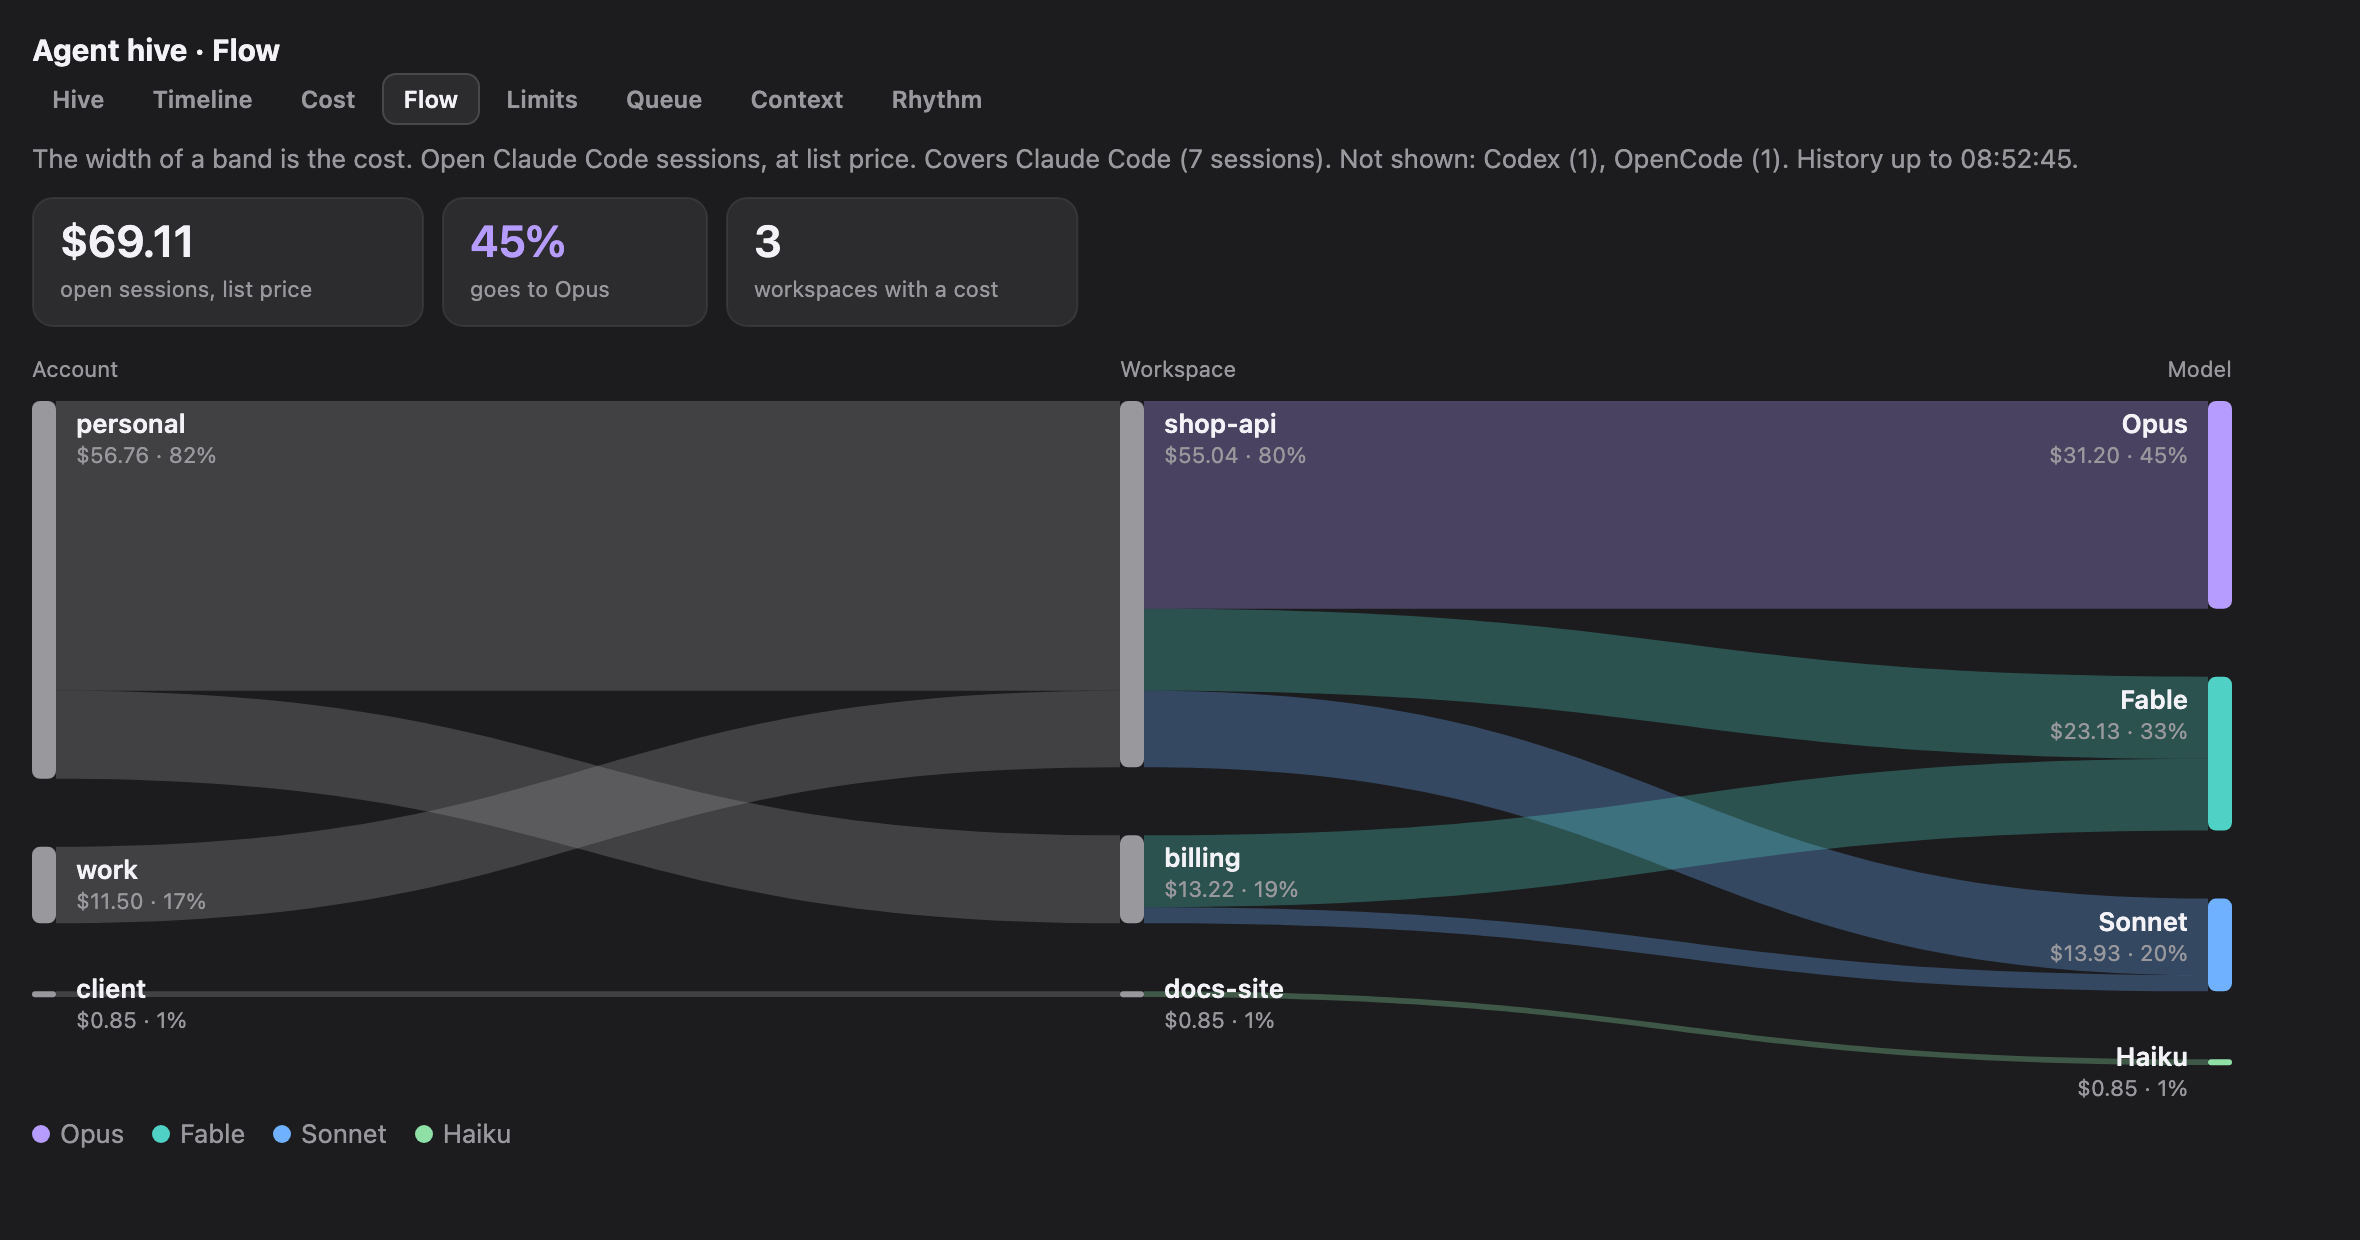 Agent hive · Flow
Hive Timeline Cost Flow Limits Queue Context Rhythm
The width of a band is the cost. Open Claude Code sessions, at list price. Covers Claude Code (7 sessions). Not shown: Codex (1), OpenCode (1). History up to 08:52:45.
$69.11
open sessions, list price
45%
goes to Opus
3
workspaces with a cost
Account
Workspace
Model
personal
$56.76 · 82%
shop-api
$55.04 · 80%
Opus
$31.20 · 45%
Fable
$23.13 · 33%
work
$11.50 · 17%
billing
$13.22 · 19%
Sonnet
$13.93 · 20%
client
$0.85 · 1%
docs-site
$0.85 · 1%
Haiku
$0.85 · 1%
Opus Fable Sonnet Haiku